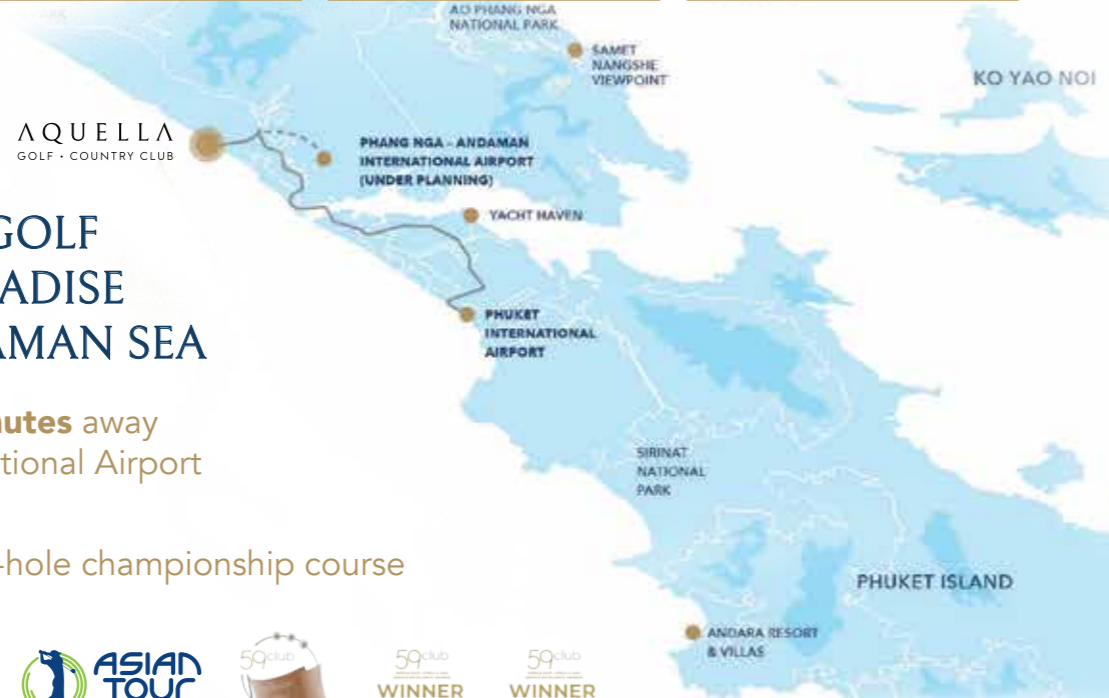 AO PHANG NGA
NATIONAL PARK
SAMET
NANGSHE
VIEWPOINT
KO YAO NOI
AQUELLA
GOLF • COUNTRY CLUB
PHANG NGA - ANDAMAN
INTERNATIONAL AIRPORT
(UNDER PLANNING)
YACHT HAVEN
GOLF
ADISE
AMAN SEA
PHUKET
INTERNATIONAL
AIRPORT
nutes away
tional Airport
SIRINAT
NATIONAL
PARK
-hole championship course
PHUKET ISLAND
ANDARA RESORT
& VILLAS
ASIAN
TOUR
59club
59club
WINNER
59club
WINNER